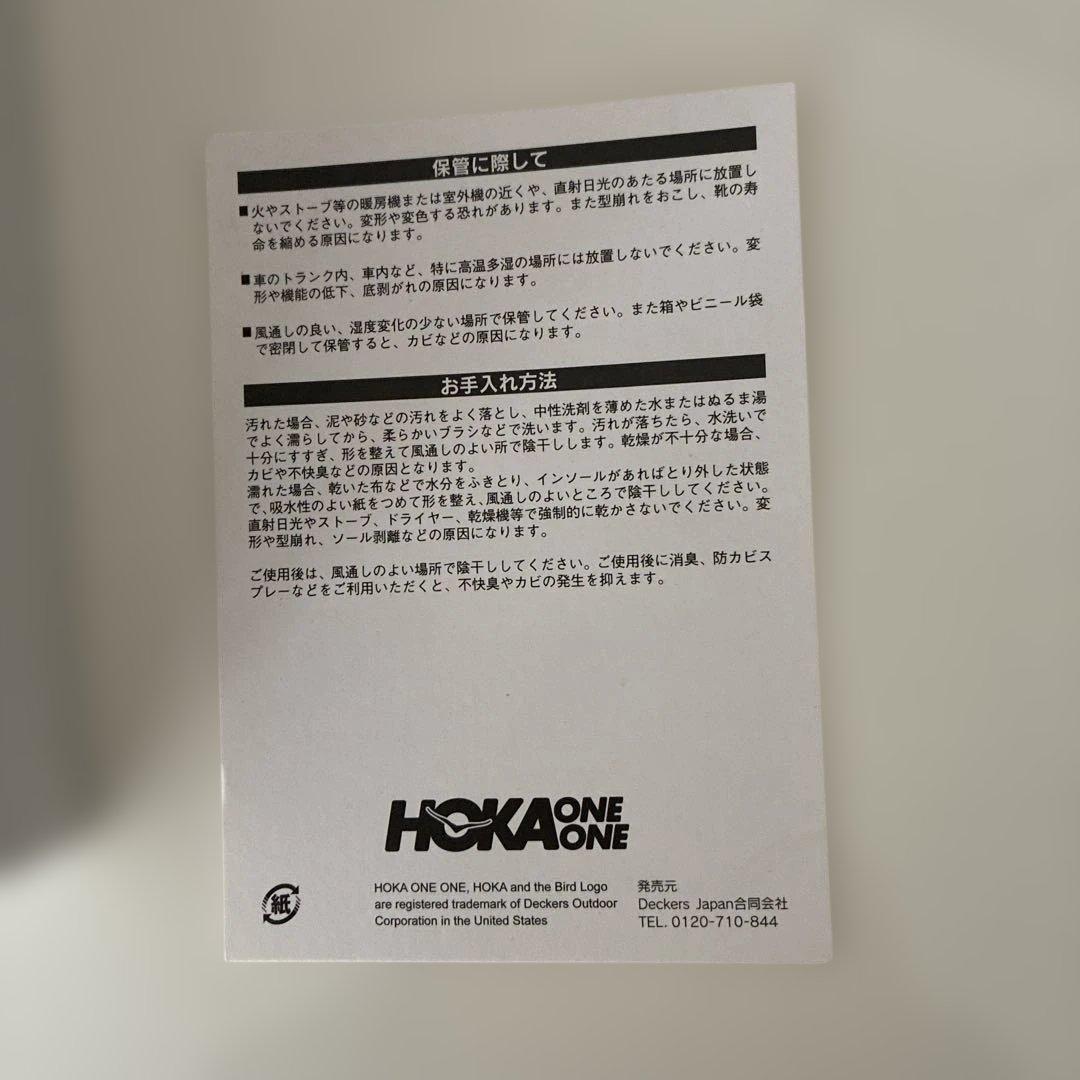 保管に際して
■火やストーブ等の暖房機または室外機の近くや、直射日光のあたる場所に放置し
ないでください。変形や変色する恐れがあります。また型崩れをおこし、靴の寿
命を縮める原因になります。
■車のトランク内、車内など、特に高温多湿の場所には放置しないでください。変
形や機能の低下、底剥がれの原因になります。
■風通しの良い、湿度変化の少ない場所で保管してください。また箱やビニール袋
で密閉して保管すると、カビなどの原因になります。
お手入れ方法
汚れた場合、泥や砂などの汚れをよく落とし、中性洗剤を薄めた水またはぬるま湯
でよく濡らしてから、柔らかいブラシなどで洗います。汚れが落ちたら、水洗いで
十分にすすぎ、形を整えて風通しのよい所で陰干しします。乾燥が不十分な場合、
カビや不快臭などの原因となります。
濡れた場合、乾いた布などで水分をふきとり、インソールがあればとり外した状態
で、吸水性のよい紙をつめて形を整え、風通しのよいところで陰干ししてください。
直射日光やストーブ、ドライヤー、乾燥機等で強制的に乾かさないでください。変
形や型崩れ、ソール剥離などの原因になります。
ご使用後は、風通しのよい場所で陰干ししてください。ご使用後に消臭、防カビス
プレーなどをご利用いただくと、不快臭やカビの発生を抑えます。
HOKA ONE ONE
紙
HOKA ONE ONE, HOKA and the Bird Logo
are registered trademark of Deckers Outdoor
Corporation in the United States
発売元
Deckers Japan合同会社
TEL. 0120-710-844